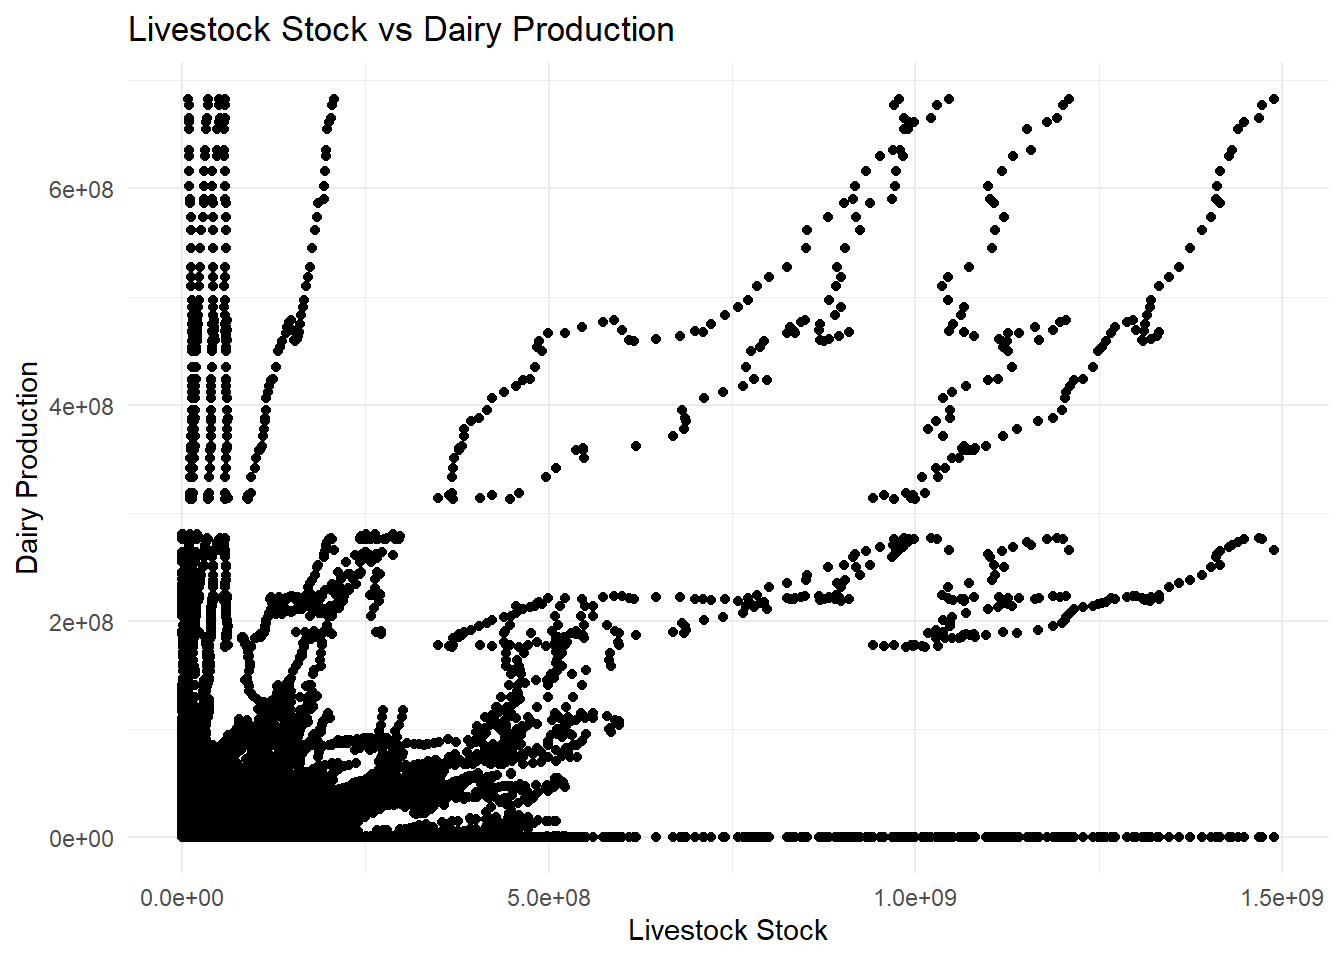 Livestock Stock vs Dairy Production
Dairy Production
6e+08
4e+08
2e+08
0e+00
0.0e+00
5.0e+08
1.0e+09
1.5e+09
Livestock Stock